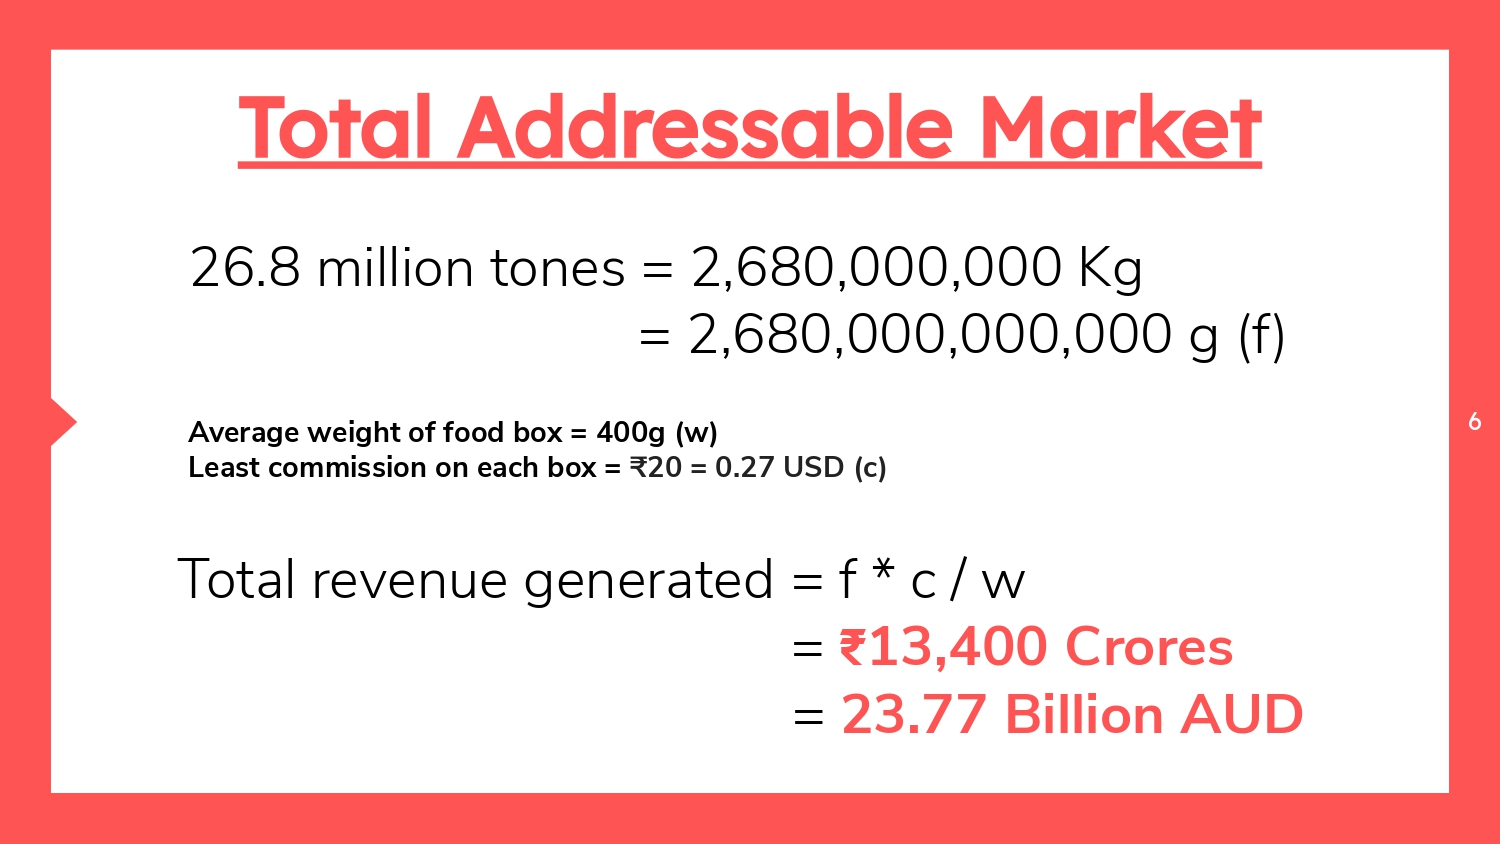 Total Addressable Market
26.8 million tones = 2,680,000,000 Kg
= 2,680,000,000,000 g (f)
Average weight of food box = 400g (w)
Least commission on each box = ₹20 = 0.27 USD (c)
6
Total revenue generated = f * c / w
= ₹13,400 Crores
= 23.77 Billion AUD